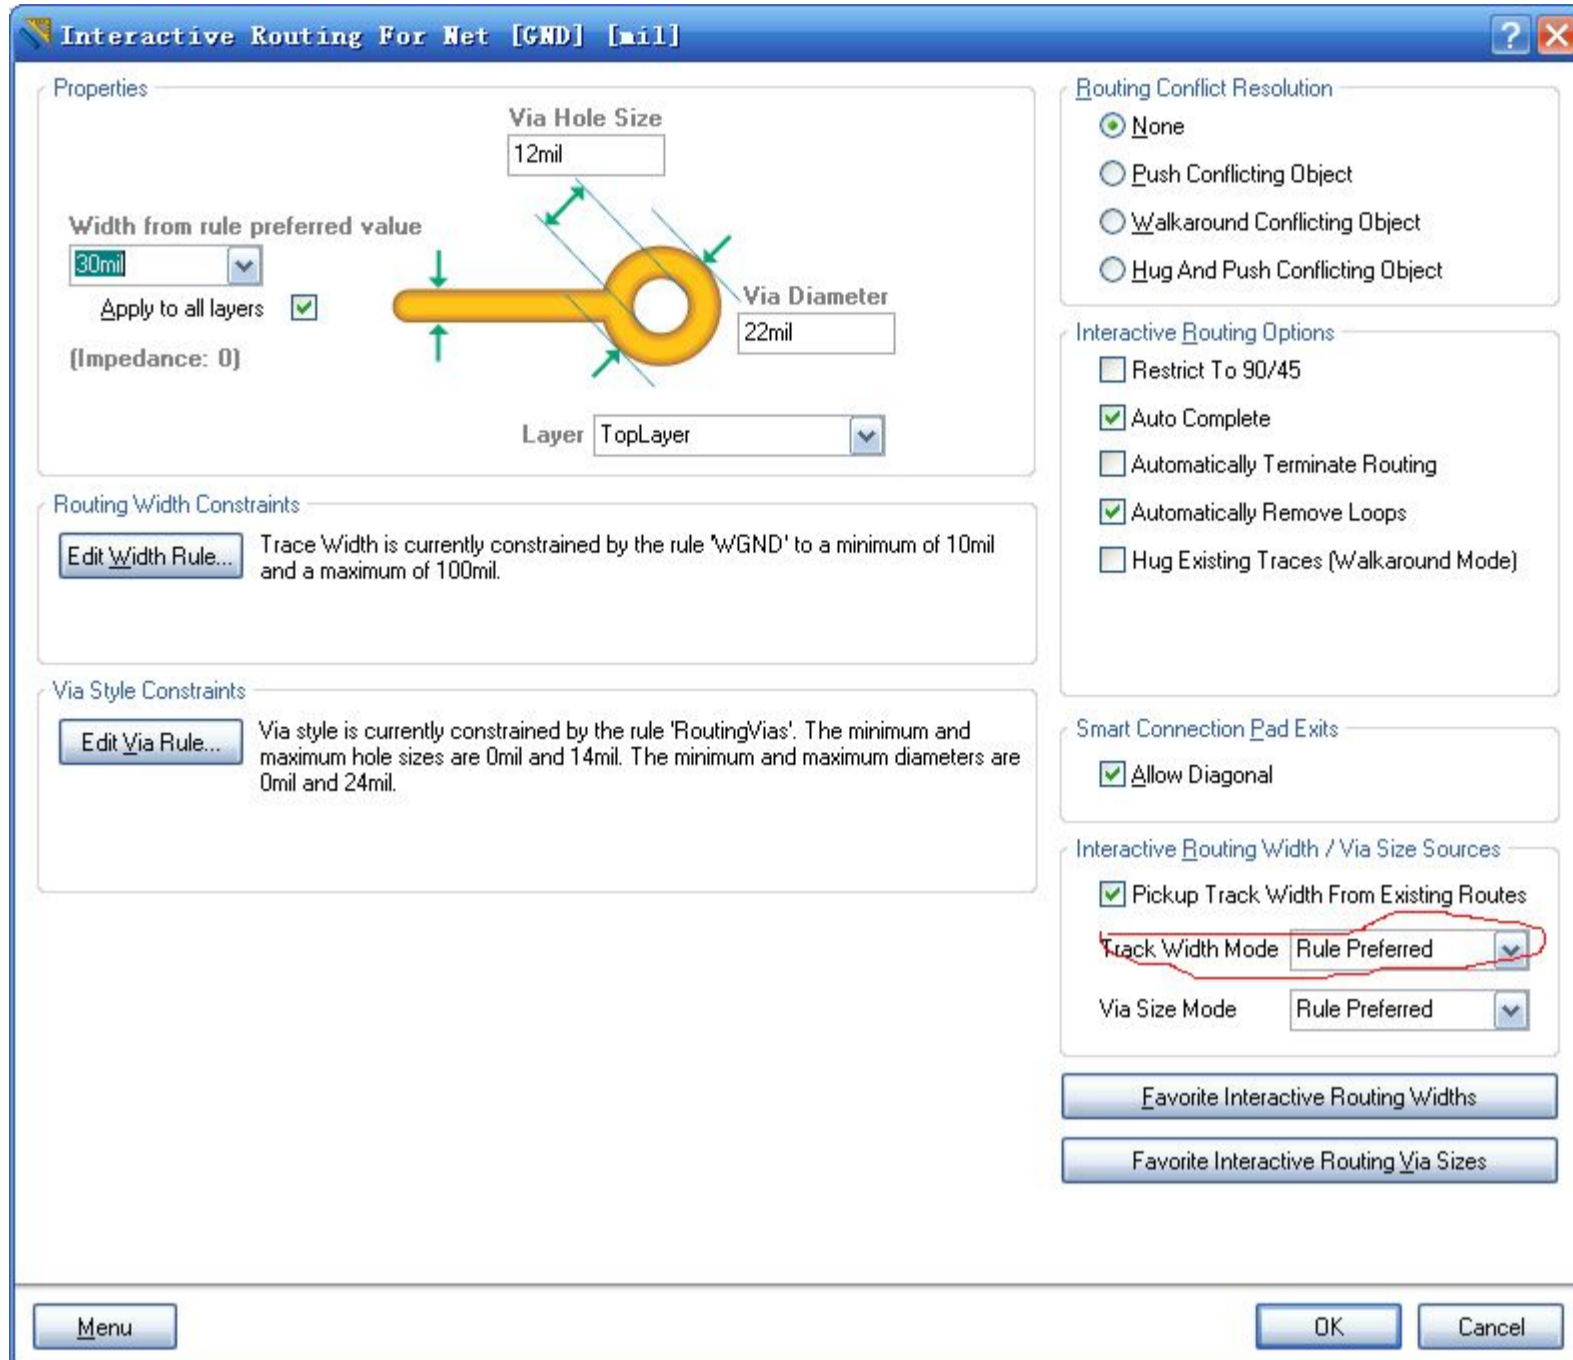 Interactive Routing For Net [GND] [mil]
Properties
Via Hole Size
12mil
Width from rule preferred value
30mil
Apply to all layers
(Impedance: 0)
Via Diameter
22mil
Layer TopLayer
Routing Width Constraints
Edit Width Rule...
Trace Width is currently constrained by the rule 'WGND' to a minimum of 10mil
and a maximum of 100mil.
Via Style Constraints
Edit Via Rule...
Via style is currently constrained by the rule 'RoutingVias'. The minimum and
maximum hole sizes are 0mil and 14mil. The minimum and maximum diameters are
0mil and 24mil.
Routing Conflict Resolution
None
Push Conflicting Object
Walkaround Conflicting Object
Hug And Push Conflicting Object
Interactive Routing Options
Restrict To 90/45
Auto Complete
Automatically Terminate Routing
Automatically Remove Loops
Hug Existing Traces (Walkaround Mode)
Smart Connection Pad Exits
Allow Diagonal
Interactive Routing Width / Via Size Sources
Pickup Track Width From Existing Routes
Track Width Mode Rule Preferred
Via Size Mode Rule Preferred
Favorite Interactive Routing Widths
Favorite Interactive Routing Via Sizes
Menu
OK
Cancel